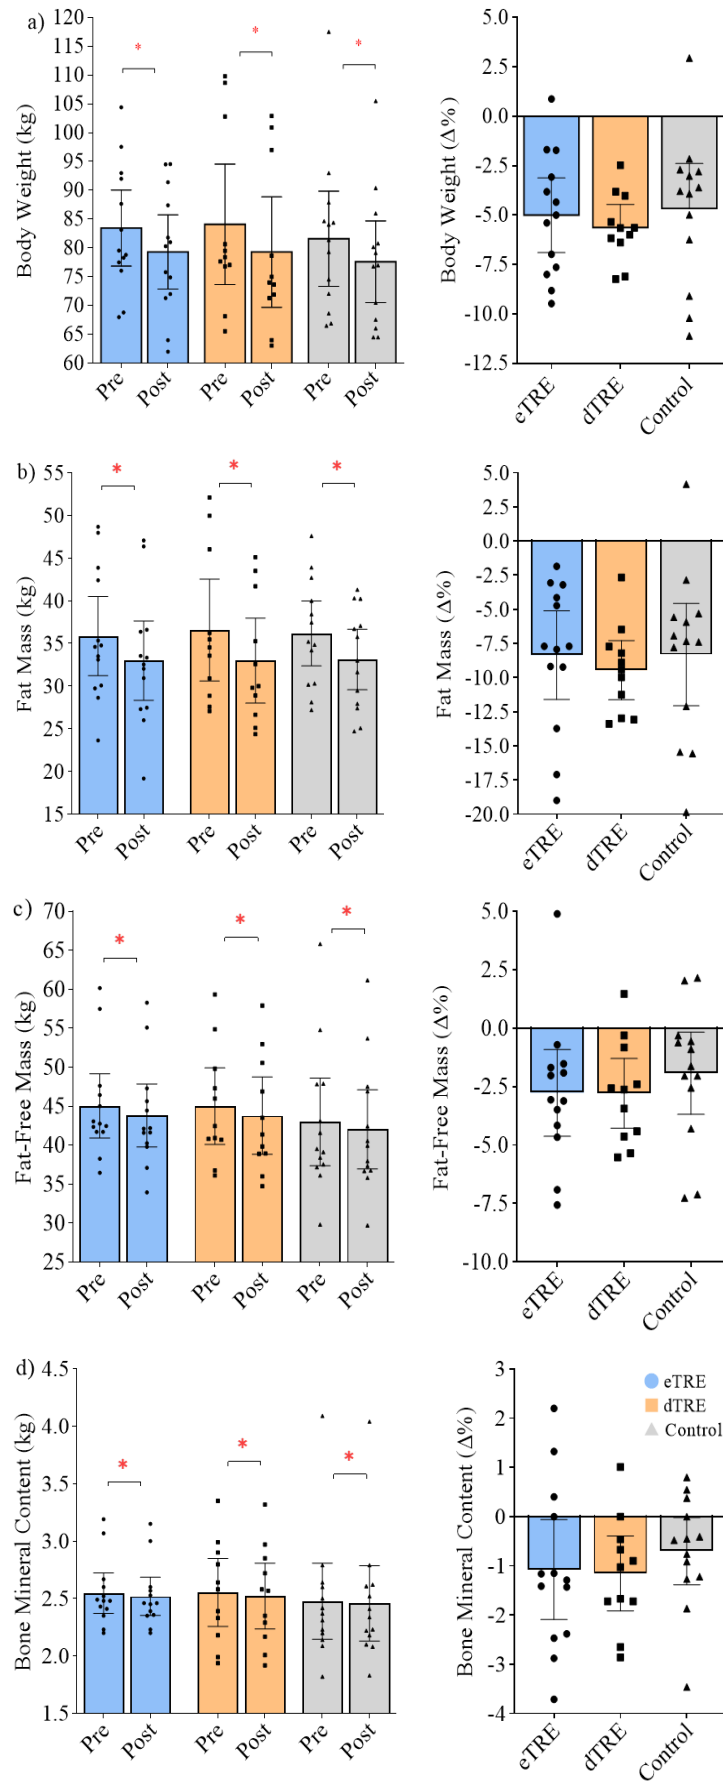 a)
Body Weight (kg)
120
115
110
105
100
95
90
85
80
75
70
65
60
*
*
*
Pre
Post
Pre
Post
Pre
Post
Body Weight (Δ%)
5.0
2.5
0.0
-2.5
-5.0
-7.5
-10.0
-12.5
eTRE
dTRE
Control
b)
Fat Mass (kg)
55
50
45
40
35
30
25
20
15
*
*
*
Pre
Post
Pre
Post
Pre
Post
Fat Mass (Δ%)
5.0
2.5
0.0
-2.5
-5.0
-7.5
-10.0
-12.5
-15.0
-17.5
-20.0
eTRE
dTRE
Control
c)
Fat-Free Mass (kg)
70
65
60
55
50
45
40
35
30
25
*
*
*
Pre
Post
Pre
Post
Pre
Post
Fat-Free Mass (Δ%)
5.0
2.5
0.0
-2.5
-5.0
-7.5
-10.0
eTRE
dTRE
Control
d)
Bone Mineral Content (kg)
4.5
4.0
3.5
3.0
2.5
2.0
1.5
*
*
*
Pre
Post
Pre
Post
Pre
Post
Bone Mineral Content (Δ%)
3
2
1
0
-1
-2
-3
-4
eTRE
dTRE
Control
eTRE
dTRE
Control